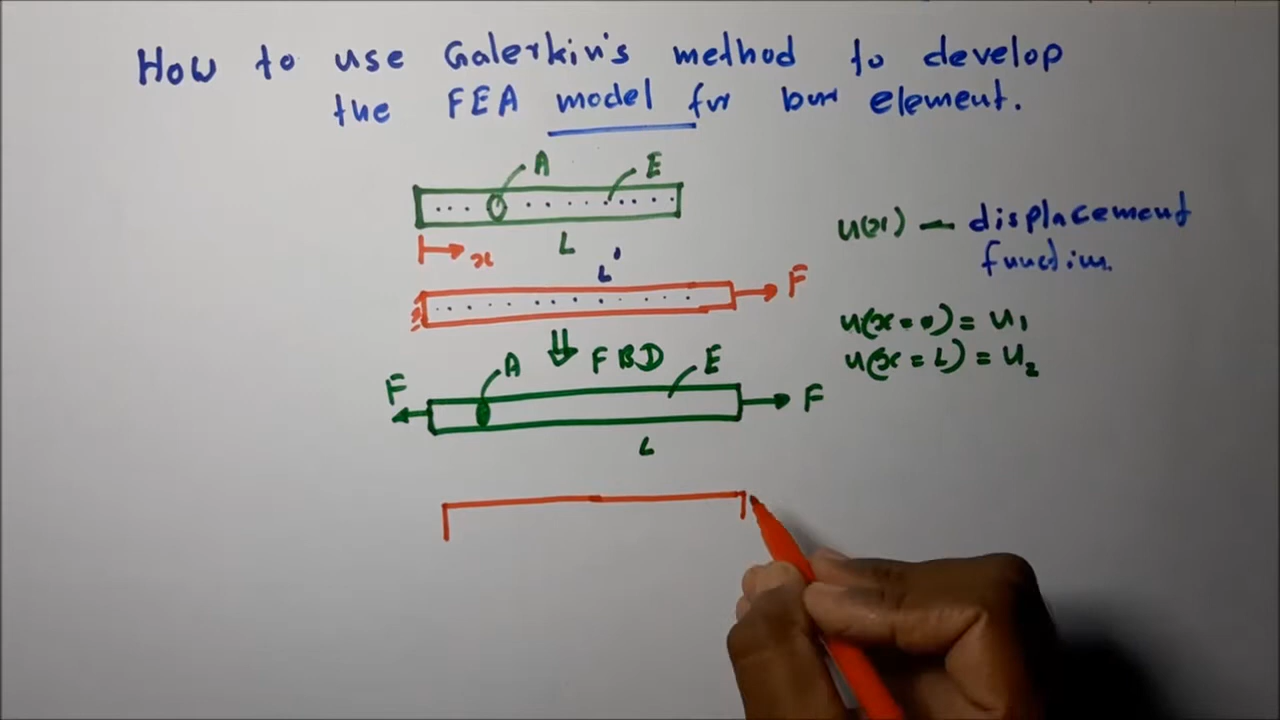 How to use Galerkin's method to develop
the FEA model for bar element.
A E
L
x
L'
F
FBD
A E
F F
L
u(x) — displacement
function.
u(x=0) = u₁
u(x=L) = u₂